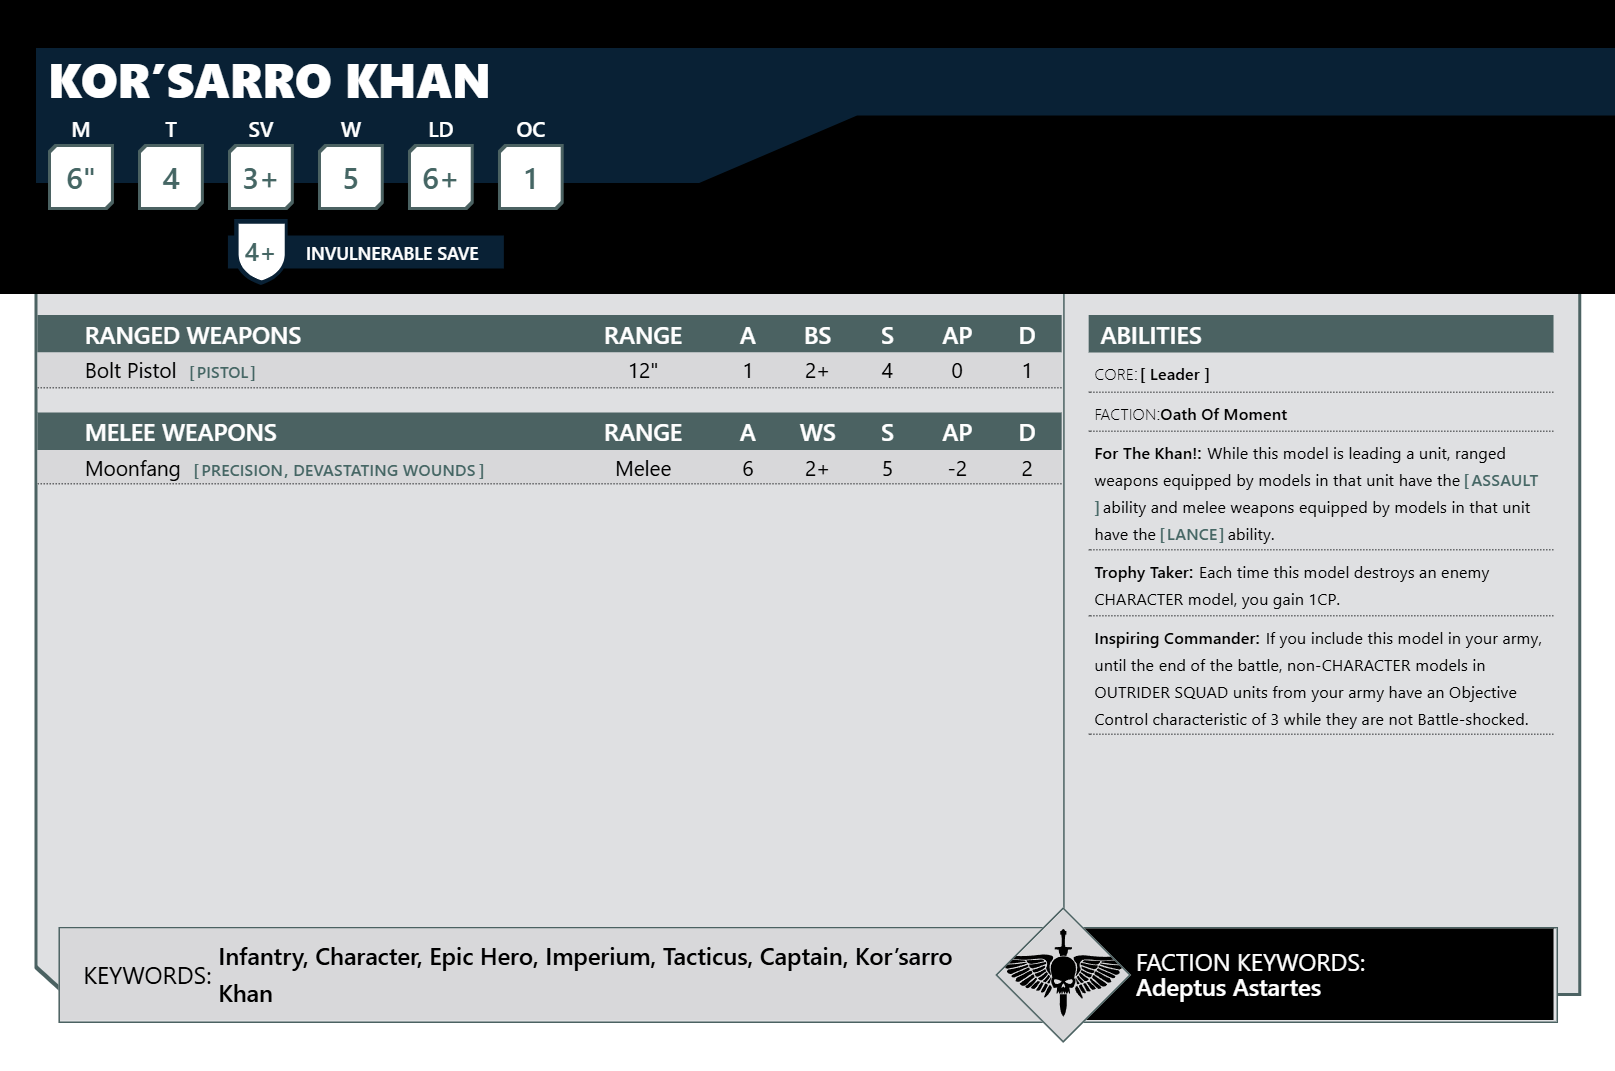 KOR’SARRO KHAN
M T SV W LD OC
6" 4 3+ 5 6+ 1
4+ INVULNERABLE SAVE
RANGED WEAPONS RANGE A BS S AP D
Bolt Pistol [PISTOL] 12" 1 2+ 4 0 1
MELEE WEAPONS RANGE A WS S AP D
Moonfang [PRECISION, DEVASTATING WOUNDS] Melee 6 2+ 5 -2 2
ABILITIES
CORE: [ Leader ]
FACTION:Oath Of Moment
For The Khan!: While this model is leading a unit, ranged
weapons equipped by models in that unit have the [ASSAULT
] ability and melee weapons equipped by models in that unit
have the [LANCE] ability.
Trophy Taker: Each time this model destroys an enemy
CHARACTER model, you gain 1CP.
Inspiring Commander: If you include this model in your army,
until the end of the battle, non-CHARACTER models in
OUTRIDER SQUAD units from your army have an Objective
Control characteristic of 3 while they are not Battle-shocked.
KEYWORDS: Infantry, Character, Epic Hero, Imperium, Tacticus, Captain, Kor’sarro
Khan
FACTION KEYWORDS:
Adeptus Astartes